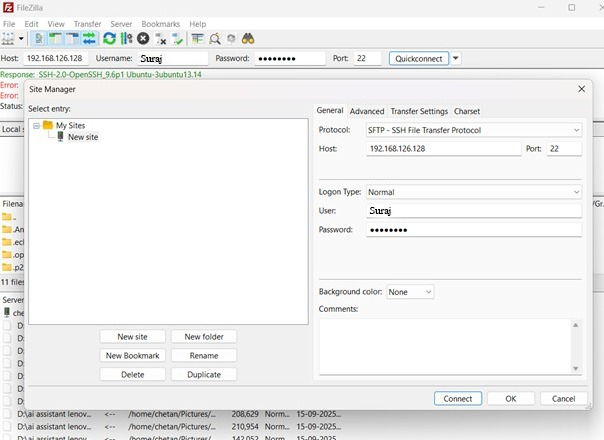 FileZilla
File Edit View Transfer Server Bookmarks Help
Host: 192.168.126.128 Username: Suraj Password: ●●●●●●●● Port: 22 Quickconnect
Response: SSH-2.0-OpenSSH_9.6p1 Ubuntu-3ubuntu13.14
Error:
Error:
Status:
Site Manager
Local s
Select entry:
My Sites
New site
General Advanced Transfer Settings Charset
Protocol: SFTP - SSH File Transfer Protocol
Host: 192.168.126.128 Port: 22
Logon Type: Normal
User: Suraj
Password: ●●●●●●●●
Background color: None
Comments:
Filenam
/Gr.
..
.An
.ecl
.op
.p2
11 files
Server
che
D:
D:
D:
D:
D:
D:
New site New folder
New Bookmark Rename
Delete Duplicate
Connect OK Cancel
D:\ai assistant lenov... <-- /home/chetan/Pictures/... 208,629 Norm... 15-09-2025...
D:\ai assistant lenov... <-- /home/chetan/Pictures/... 210,954 Norm... 15-09-2025...
D:\ai assistant lenov... <-- /home/chetan/Pictures/... 142,052 Norm... 15-09-2025...